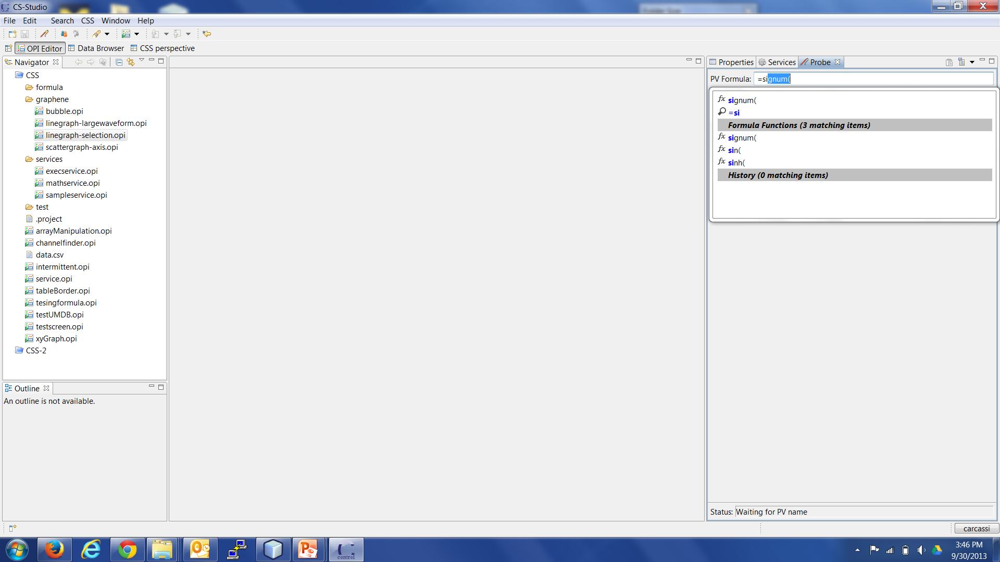 CS-Studio
File Edit Search CSS Window Help
OPI Editor Data Browser CSS perspective
Navigator
CSS
formula
graphene
bubble.opi
linegraph-largewaveform.opi
linegraph-selection.opi
scattergraph-axis.opi
services
execservice.opi
mathservice.opi
sampleservice.opi
test
.project
arrayManipulation.opi
channelfinder.opi
data.csv
intermittent.opi
service.opi
tableBorder.opi
tesingformula.opi
testUMDB.opi
testscreen.opi
xyGraph.opi
CSS-2
Outline
An outline is not available.
Properties Services Probe
PV Formula: =signum(
fx signum(
=si
Formula Functions (3 matching items)
fx signum(
fx sin(
fx sinh(
History (0 matching items)
Status: Waiting for PV name
carcassi
control
3:46 PM
9/30/2013